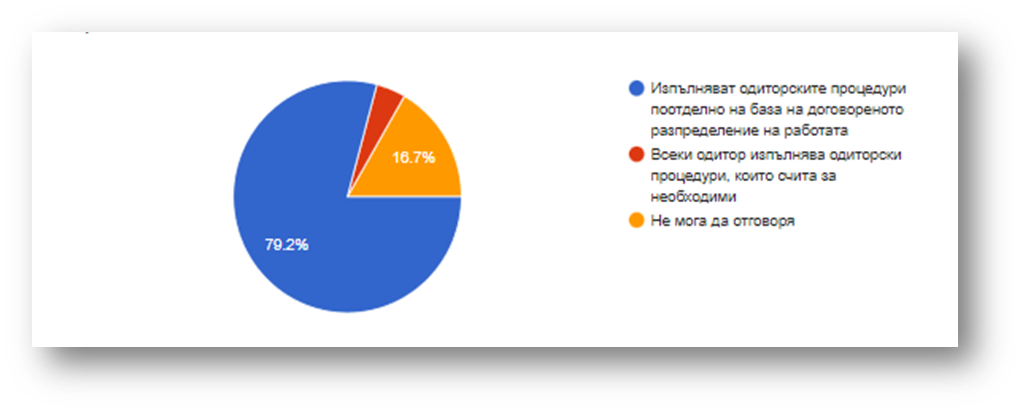 Изпълняват одиторските процедури
поотделно на база на договореното
разпределение на работата
Всеки одитор изпълнява одиторски
процедури, които счита за
необходими
Не мога да отговоря
16.7%
79.2%